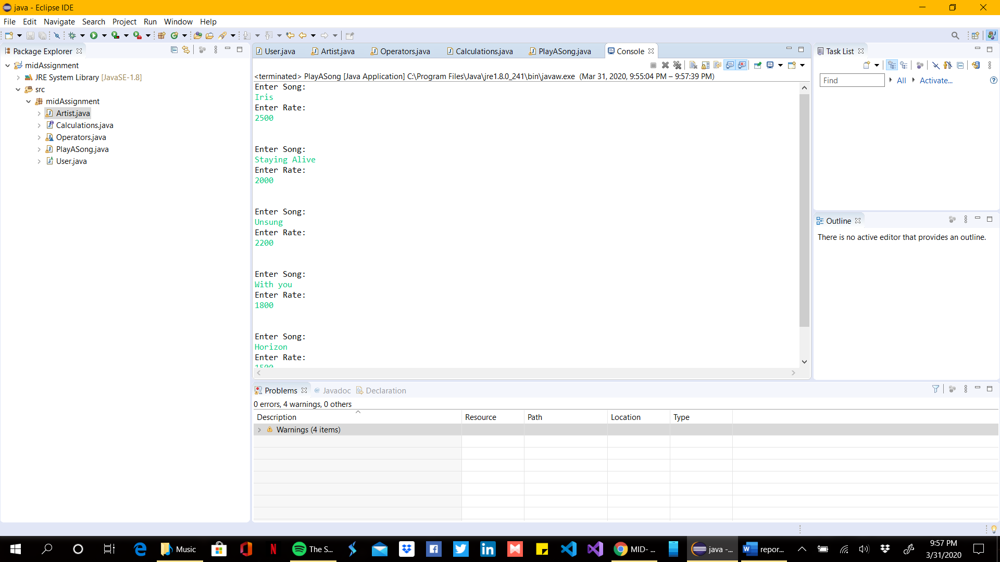 java - Eclipse IDE
File Edit Navigate Search Project Run Window Help
Package Explorer
midAssignment
JRE System Library [JavaSE-1.8]
src
midAssignment
Artist.java
Calculations.java
Operators.java
PlayASong.java
User.java
User.java Artist.java Operators.java Calculations.java PlayASong.java Console
<terminated> PlayASong [Java Application] C:\Program Files\Java\jre1.8.0_241\bin\javaw.exe (Mar 31, 2020, 9:55:04 PM – 9:57:39 PM)
Enter Song:
Iris
Enter Rate:
2500
Enter Song:
Staying Alive
Enter Rate:
2000
Enter Song:
Unsung
Enter Rate:
2200
Enter Song:
With you
Enter Rate:
1800
Enter Song:
Horizon
Enter Rate:
1500
Task List
Find All Activate...
Outline
There is no active editor that provides an outline.
Problems Javadoc Declaration
0 errors, 4 warnings, 0 others
Description Resource Path Location Type
Warnings (4 items)
Music The S... MID- ... java -... repor...
9:57 PM
3/31/2020